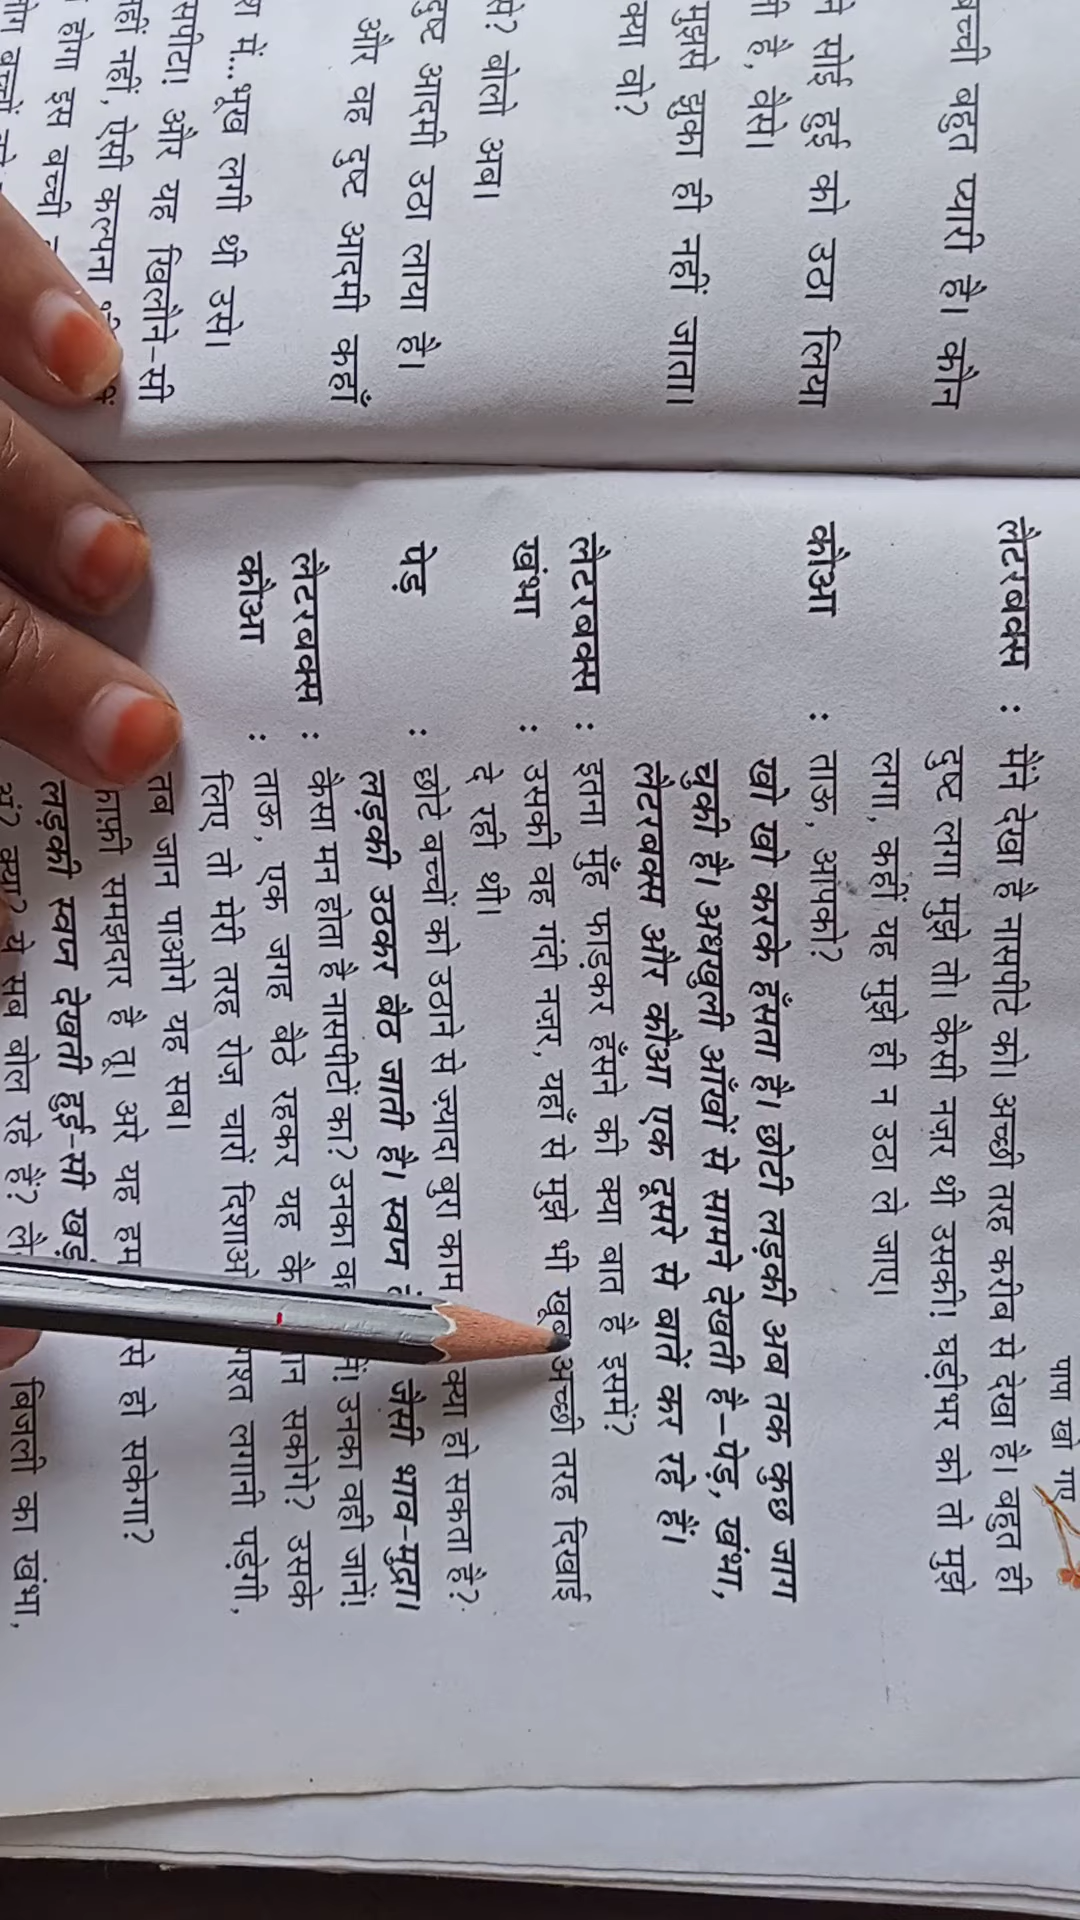 बच्ची बहुत प्यारी है। कौन
सोई हुई को उठा लिया
है, वैसे।
मुझसे झुका ही नहीं जाता।
क्या वो?
से? बोलो अब।
दुष्ट आदमी उठा लाया है।
और वह दुष्ट आदमी कहाँ
में...भूख लगी थी उसे।
और यह खिलौने-सी
नहीं, ऐसी कल्पना
होगा इस बच्ची
पापा खो गए
लैटरबक्स : मैंने देखा है नासपीटे को। अच्छी तरह करीब से देखा है। बहुत ही
दुष्ट लगा मुझे तो। कैसी नज़र थी उसकी! घड़ीभर को तो मुझे
लगा, कहीं यह मुझे ही न उठा ले जाए।
कौआ : ताऊ, आपको?
खो खो करके हँसता है। छोटी लड़की अब तक कुछ जाग
चुकी है। अधखुली आँखों से सामने देखती है–पेड़, खंभा,
लैटरबक्स और कौआ एक दूसरे से बातें कर रहे हैं।
लैटरबक्स : इतना मुँह फाड़कर हँसने की क्या बात है इसमें?
खंभा : उसकी वह गंदी नज़र, यहाँ से मुझे भी खूब अच्छी तरह दिखाई
दे रही थी।
पेड़ : छोटे बच्चों को उठाने से ज़्यादा बुरा काम क्या हो सकता है?
लड़की उठकर बैठ जाती है। स्वप्न जैसी भाव-मुद्रा।
लैटरबक्स : कैसा मन होता है नासपीटों का? उनका उनका वही जानें!
कौआ : ताऊ, एक जगह बैठे रहकर यह सकोगे? उसके
लिए तो मेरी तरह रोज चारों दिशाओं गश्त लगानी पड़ेगी,
तब जान पाओगे यह सब।
काफ़ी समझदार है तू। अरे यह हम से हो सकेगा?
लड़की स्वप्न देखती हुई-सी
क्या? ये सब बोल रहे हैं? बिजली का खंभा,